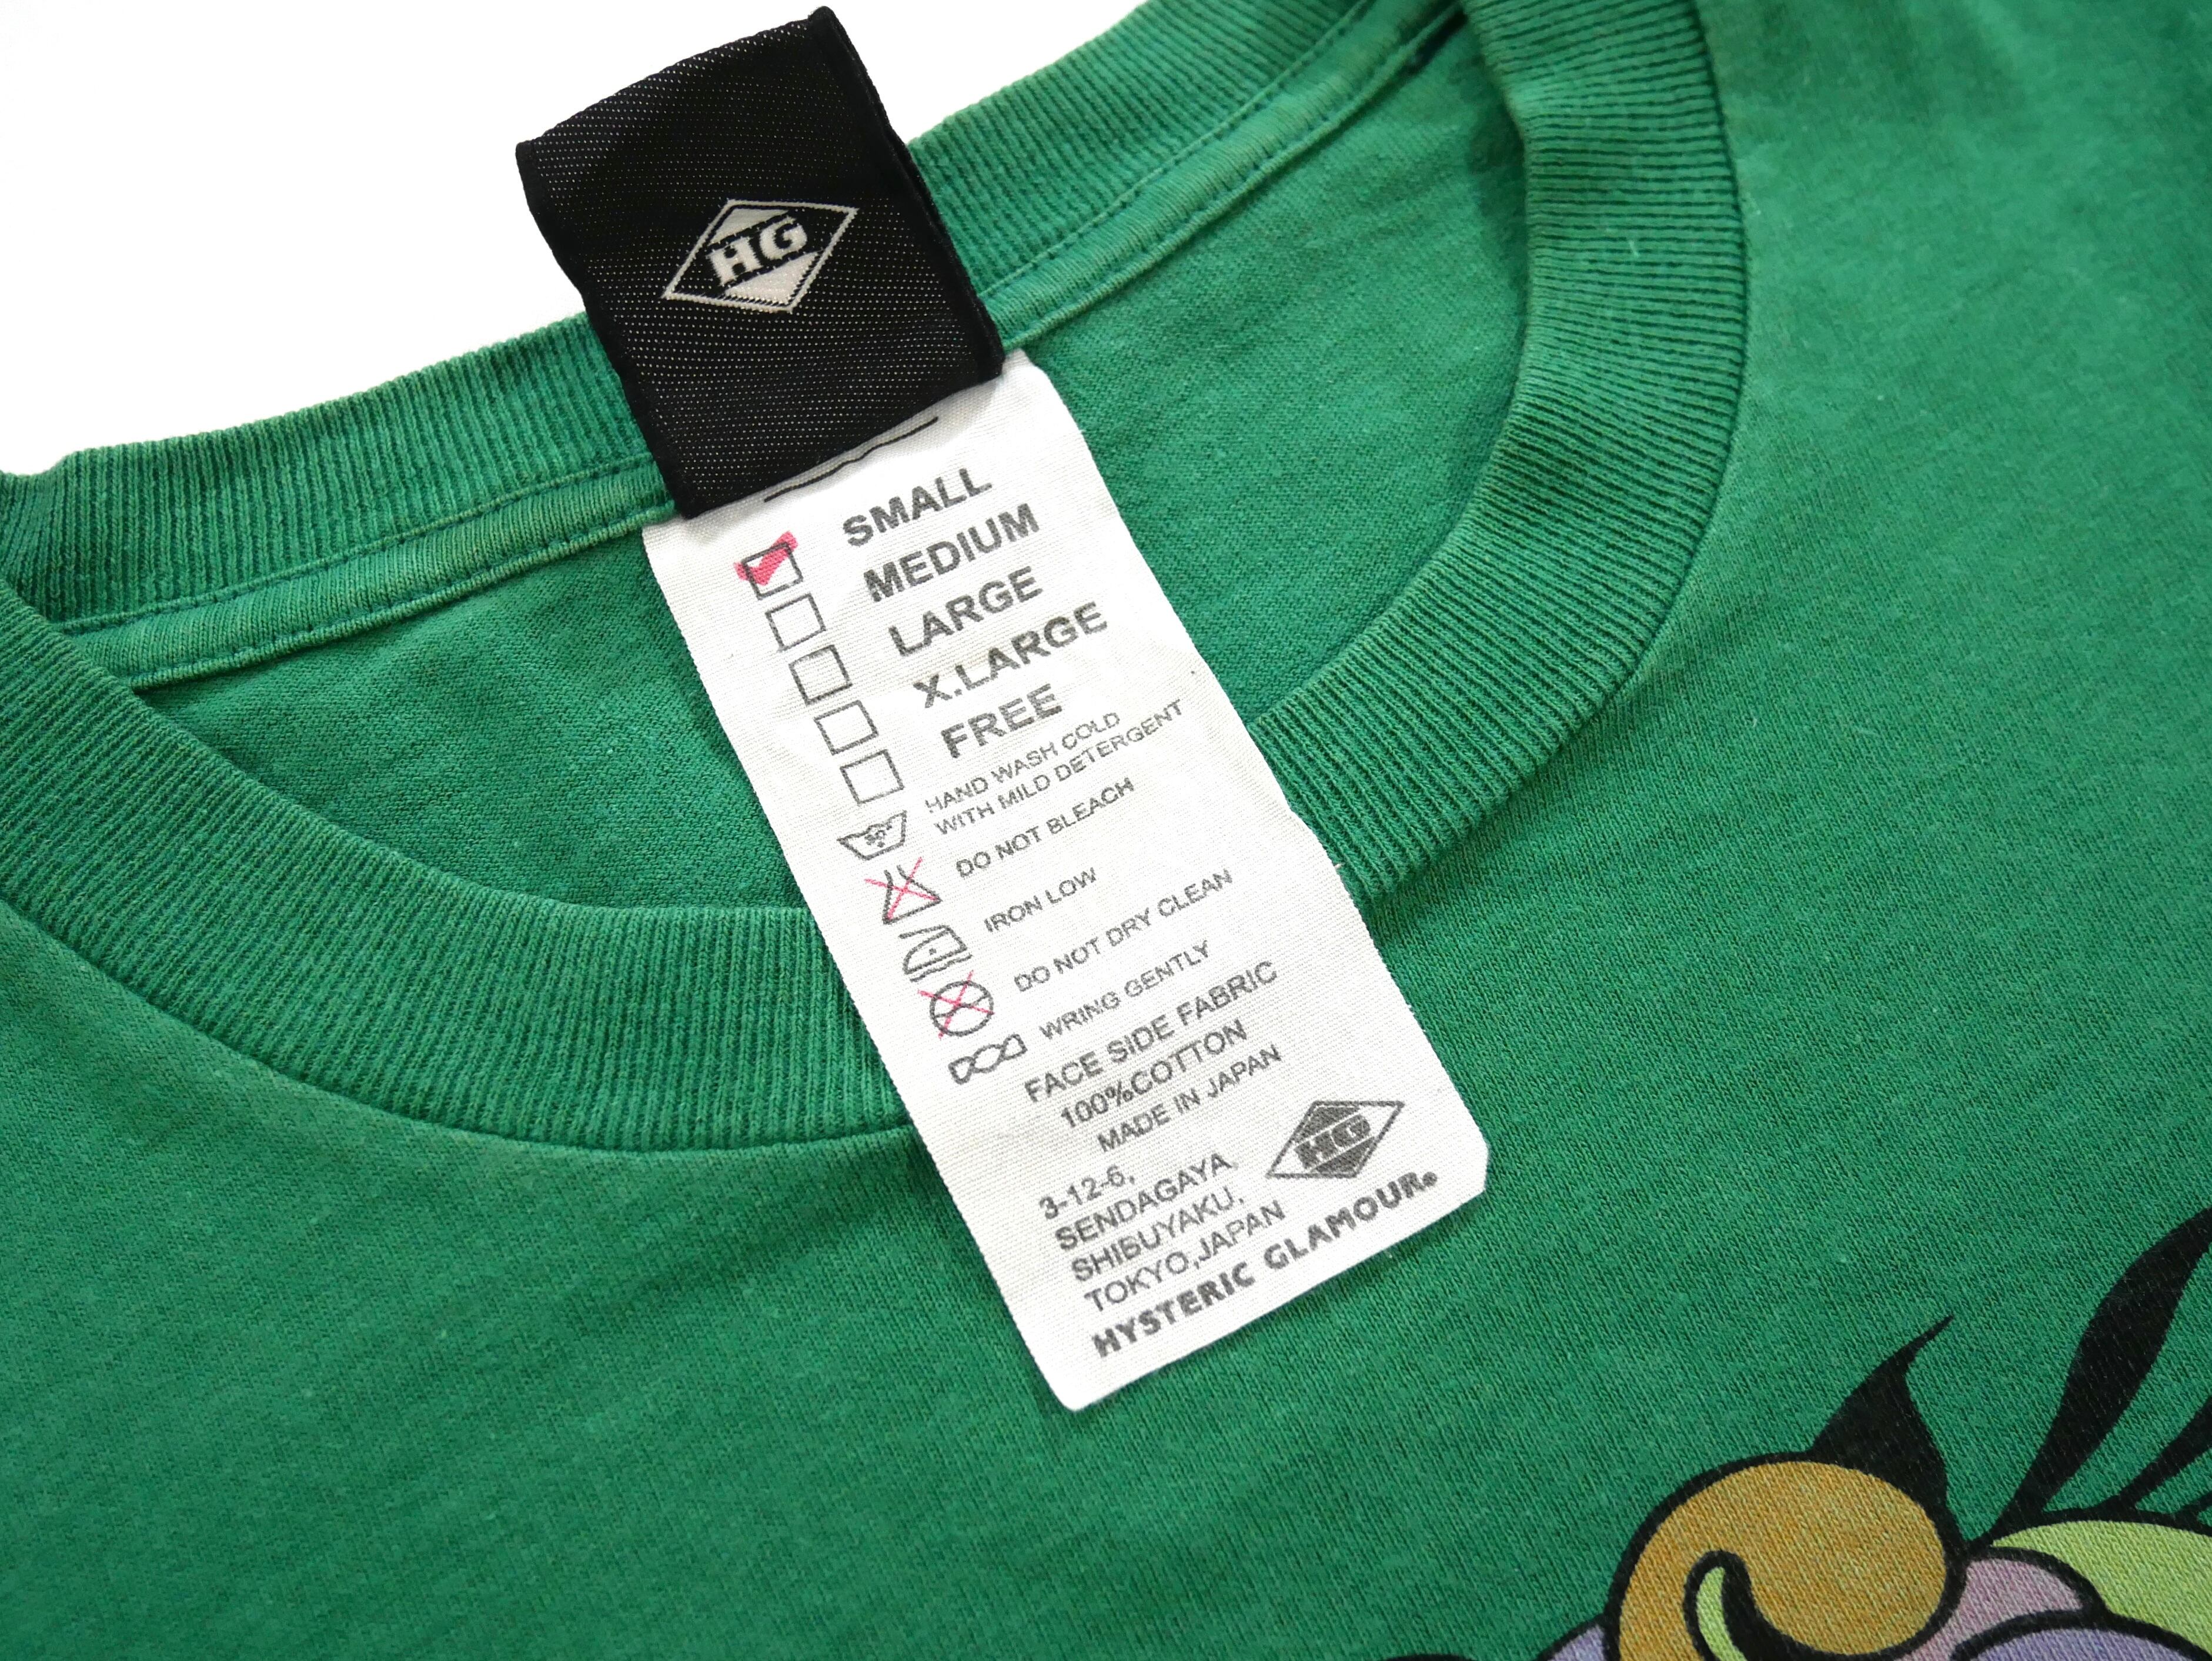 HG
SMALL
MEDIUM
LARGE
X.LARGE
FREE
HAND WASH COLD
WITH MILD DETERGENT
DO NOT BLEACH
IRON LOW
DO NOT DRY CLEAN
WRING GENTLY
FACE SIDE FABRIC
100%COTTON
MADE IN JAPAN
3-12-6,
SENDAGAYA,
SHIBUYAKU,
TOKYO,JAPAN
HG
HYSTERIC GLAMOUR®